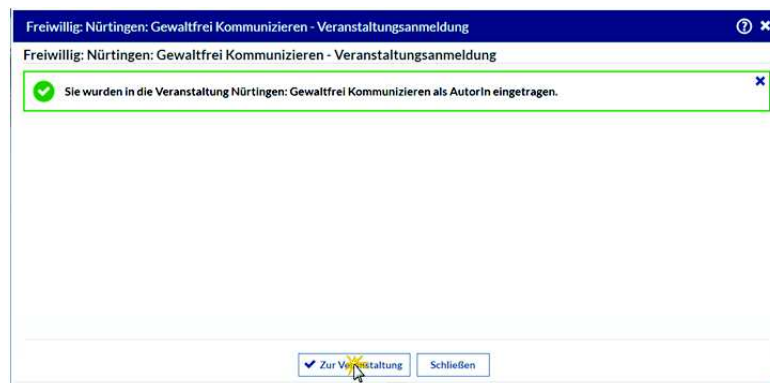 Freiwillig: Nürtingen: Gewaltfrei Kommunizieren - Veranstaltungsanmeldung
Freiwillig: Nürtingen: Gewaltfrei Kommunizieren - Veranstaltungsanmeldung
Sie wurden in die Veranstaltung Nürtingen: Gewaltfrei Kommunizieren als AutorIn eingetragen.
Zur Veranstaltung
Schließen